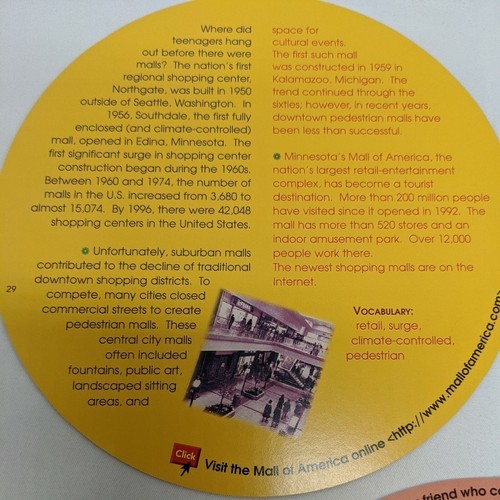 Where did
teenagers hang
out before there were
malls? The nation's first
regional shopping center,
Northgate, was built in 1950
outside of Seattle, Washington. In
1956, Southdale, the first fully
enclosed (and climate-controlled)
mall, opened in Edina, Minnesota. The
first significant surge in shopping center
construction began during the 1960s.
Between 1960 and 1974, the number of
malls in the U.S. increased from 3,680 to
almost 15,074. By 1996, there were 42,048
shopping centers in the United States.
Unfortunately, suburban malls
contributed to the decline of traditional
downtown shopping districts. To
compete, many cities closed
commercial streets to create
pedestrian malls. These
central city malls
often included
fountains, public art,
landscaped sitting
areas, and
space for
cultural events.
The first such mall
was constructed in 1959 in
Kalamazoo, Michigan. The
trend continued through the
sixties; however, in recent years,
downtown pedestrian malls have
been less than successful.
Minnesota's Mall of America, the
nation's largest retail-entertainment
complex, has become a tourist
destination. More than 200 million people
have visited since it opened in 1992. The
mall has more than 520 stores and an
indoor amusement park. Over 12,000
people work there.
The newest shopping malls are on the
Internet.
VOCABULARY:
retail, surge,
climate-controlled,
pedestrian
29
Click
Visit the Mall of America online <http://www.mallofamerica.com>
friend who c